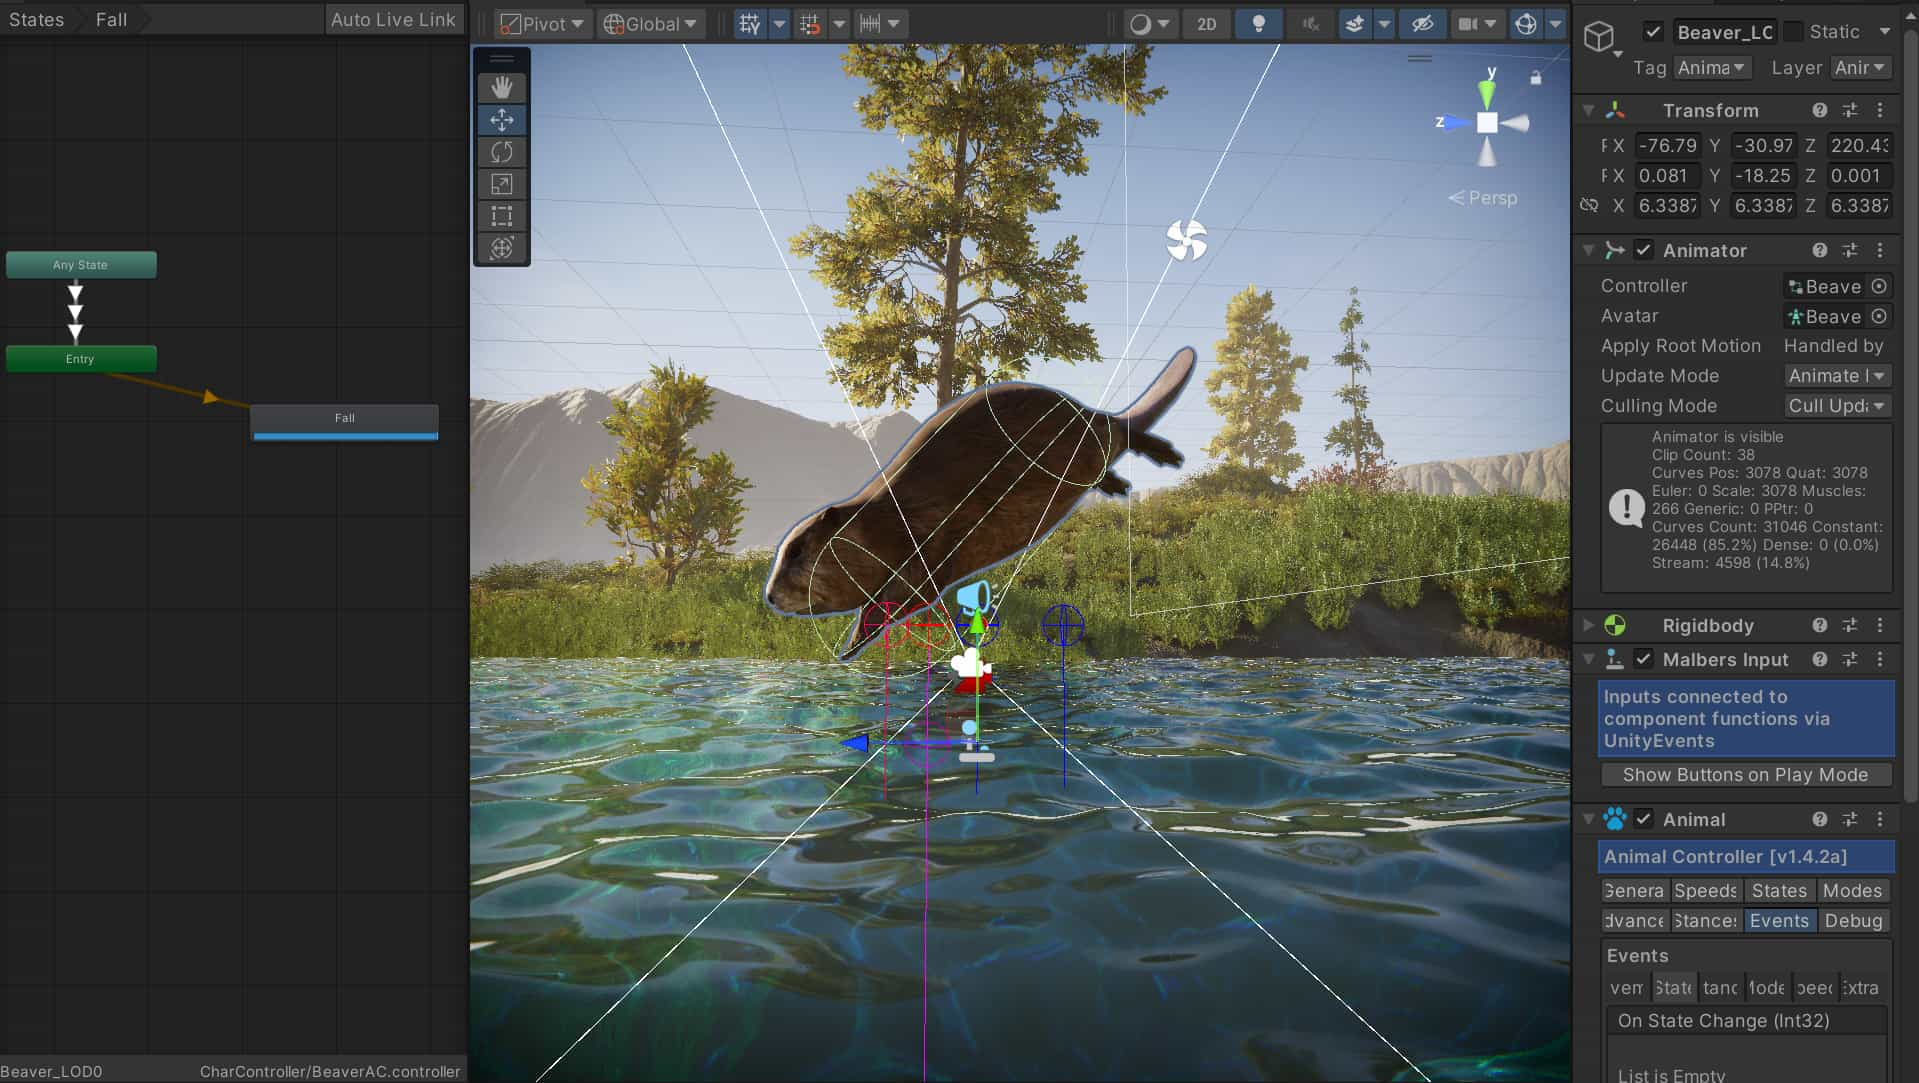 States
Fall
Auto Live Link
Any State
Entry
Fall
Beaver_LOD0
CharController/BeaverAC.controller
Pivot
Global
2D
y
z
Persp
Beaver_LC
Static
Tag
Anima
Layer
Anir
Transform
X -76.79 Y -30.97 Z 220.43
X 0.081 Y -18.25 Z 0.001
X 6.3387 Y 6.3387 Z 6.3387
Animator
Controller
Beave
Avatar
Beave
Apply Root Motion
Handled by
Update Mode
Animate
Culling Mode
Cull Upda
Animator is visible
Clip Count: 38
Curves Pos: 3078 Quat: 3078
Euler: 0 Scale: 3078 Muscles:
266 Generic: 0 PPtr: 0
Curves Count: 31046 Constant:
26448 (85.2%) Dense: 0 (0.0%)
Stream: 4598 (14.8%)
Rigidbody
Malbers Input
Inputs connected to
component functions via
UnityEvents
Show Buttons on Play Mode
Animal
Animal Controller [v1.4.2a]
Genera
Speeds
States
Modes
dvance
Stances
Events
Debug
Events
vem
State
tanc
Mode
peed
Extra
On State Change (Int32)
List is Empty